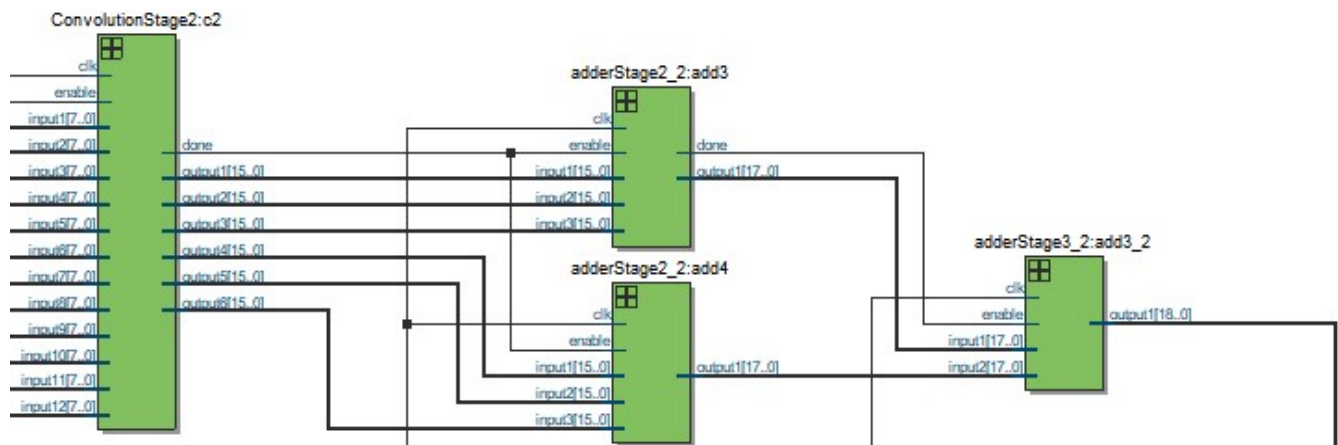 ConvolutionStage2:c2
clk
enable
input1[7..0]
input2[7..0]
input3[7..0]
input4[7..0]
input5[7..0]
input6[7..0]
input7[7..0]
input8[7..0]
input9[7..0]
input10[7..0]
input11[7..0]
input12[7..0]
done
output1[15..0]
output2[15..0]
output3[15..0]
output4[15..0]
output5[15..0]
output6[15..0]
adderStage2_2:add3
clk
enable
input1[15..0]
input2[15..0]
input3[15..0]
done
output1[17..0]
adderStage2_2:add4
clk
enable
input1[15..0]
input2[15..0]
input3[15..0]
output1[17..0]
adderStage3_2:add3_2
clk
enable
input1[17..0]
input2[17..0]
output1[18..0]